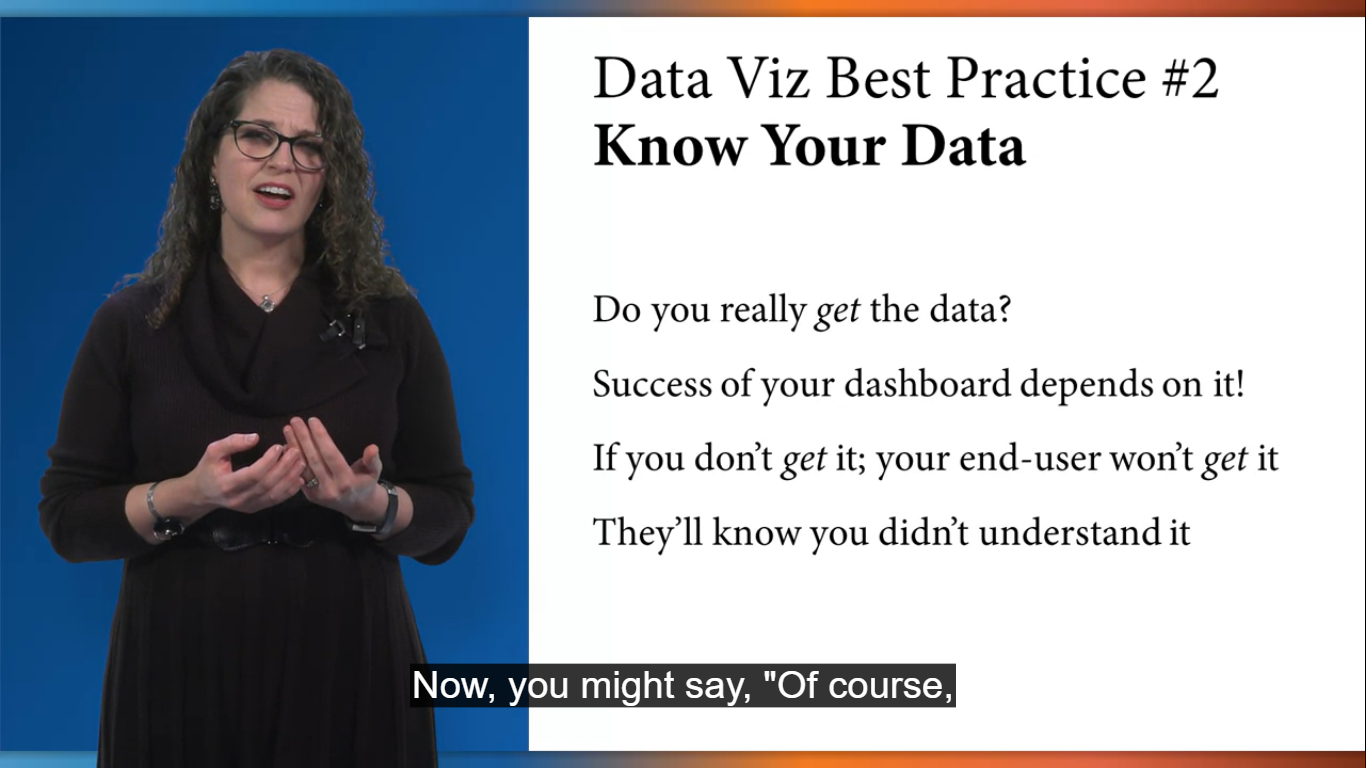 Data Viz Best Practice #2
Know Your Data
Do you really get the data?
Success of your dashboard depends on it!
If you don’t get it; your end-user won’t get it
They’ll know you didn’t understand it
Now, you might say, "Of course,